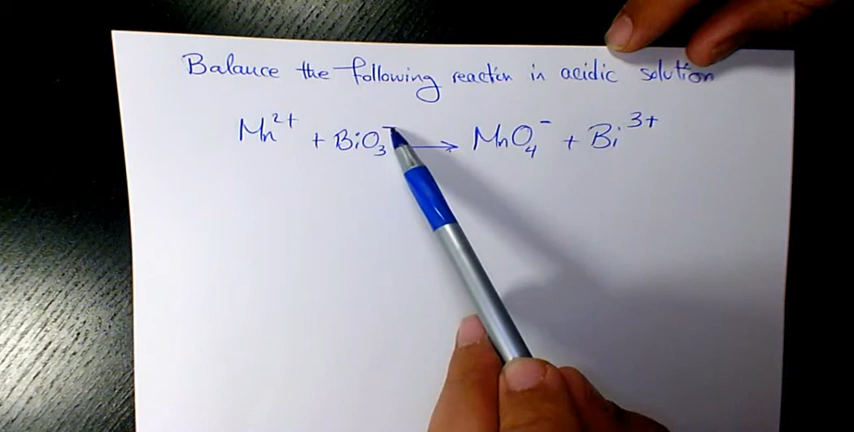 Balance the following reaction in acidic solution
Mn²⁺ + BiO₃⁻ ⟶ MnO₄⁻ + Bi³⁺